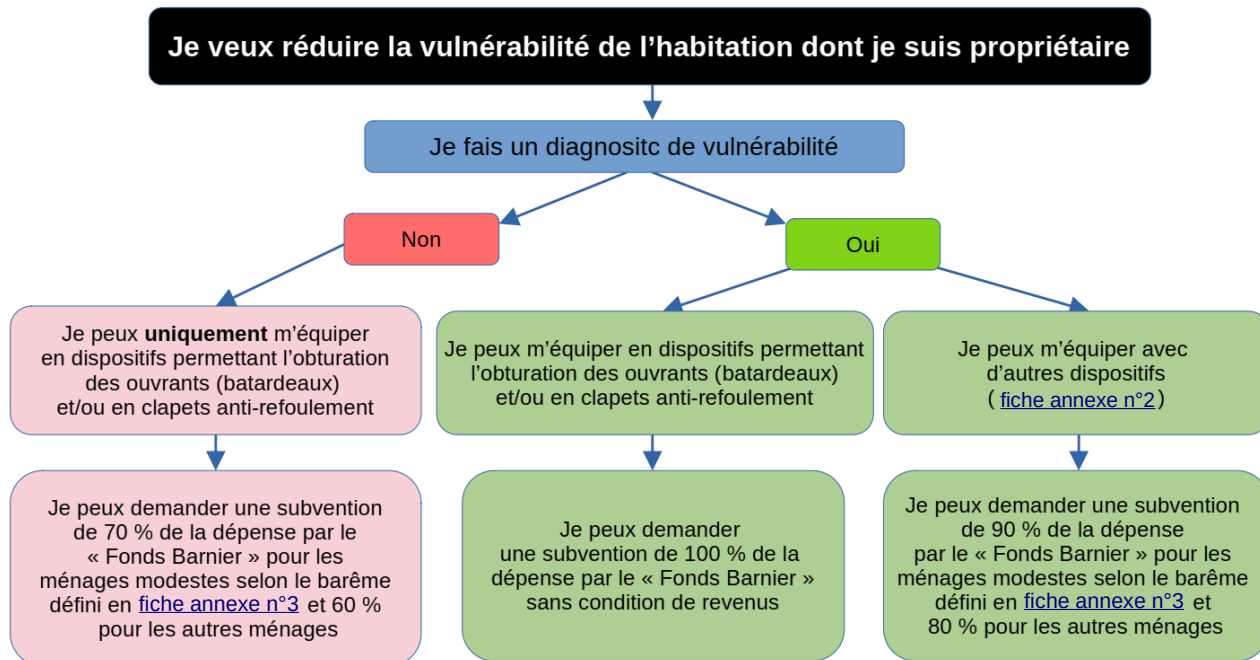 Je veux réduire la vulnérabilité de l’habitation dont je suis propriétaire
Je fais un diagnositc de vulnérabilité
Non
Oui
Je peux uniquement m’équiper
en dispositifs permettant l’obturation
des ouvrants (batardeaux)
et/ou en clapets anti-refoulement
Je peux m’équiper en dispositifs permettant
l’obturation des ouvrants (batardeaux)
et/ou en clapets anti-refoulement
Je peux m’équiper avec
d’autres dispositifs
( fiche annexe n°2 )
Je peux demander une subvention
de 70 % de la dépense par le
« Fonds Barnier » pour les
ménages modestes selon le barême
défini en fiche annexe n°3 et 60 %
pour les autres ménages
Je peux demander
une subvention de 100 % de la
dépense par le « Fonds Barnier »
sans condition de revenus
Je peux demander une subvention
de 90 % de la dépense
par le « Fonds Barnier » pour les
ménages modestes selon le barême
défini en fiche annexe n°3 et
80 % pour les autres ménages